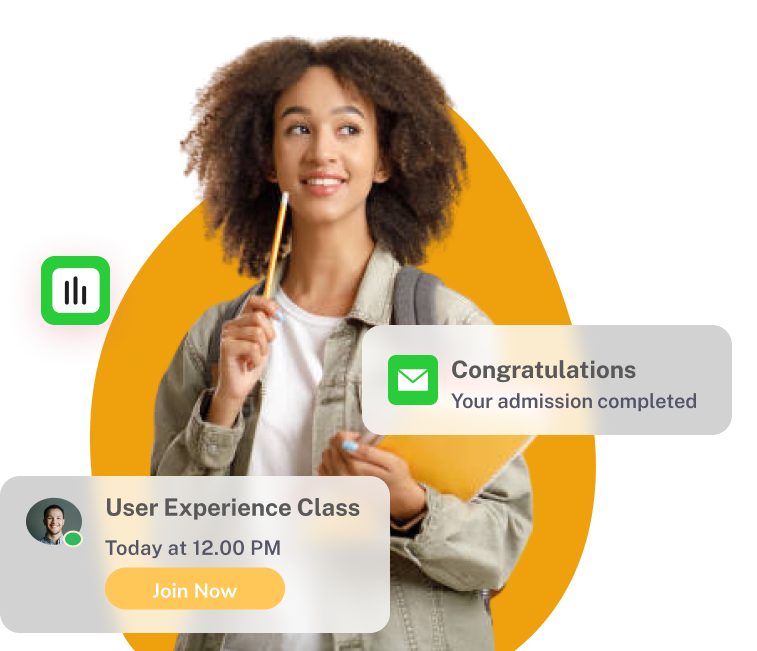 Congratulations
Your admission completed
User Experience Class
Today at 12.00 PM
Join Now